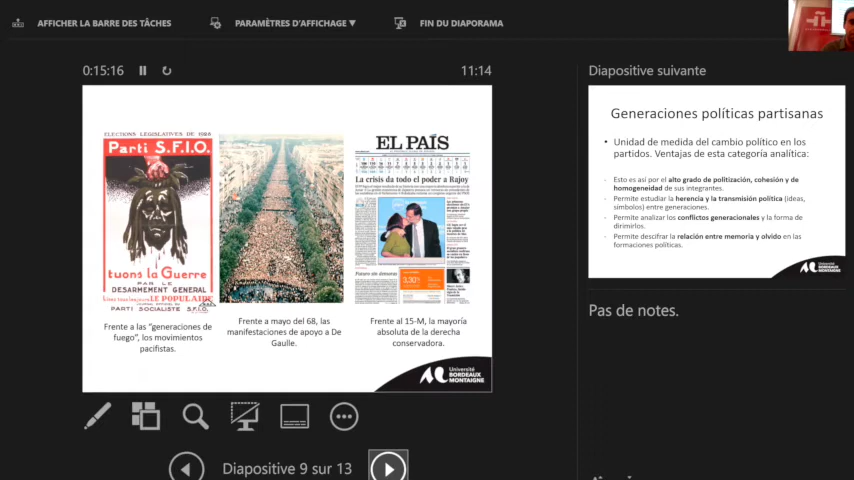 AFFICHER LA BARRE DES TÂCHES
PARAMÈTRES D'AFFICHAGE ▼
FIN DU DIAPORAMA
0:15:16
11:14
ELECTIONS LEGISLATIVES DE 1928
Parti S.F.I.O.
tuons la Guerre
PAR LE
DESARMEMENT GENERAL
LE POPULAIRE
PARTI SOCIALISTE S.F.I.O.
EL PAÍS
La crisis da todo el poder a Rajoy
Frente a las "generaciones de
fuego", los movimientos
pacifistas.
Frente a mayo del 68, las
manifestaciones de apoyo a De
Gaulle.
Frente al 15-M, la mayoría
absoluta de la derecha
conservadora.
Université
BORDEAUX
MONTAIGNE
Diapositive 9 sur 13
Diapositive suivante
Generaciones políticas partisanas
• Unidad de medida del cambio político en los
partidos. Ventajas de esta categoría analítica:
- Esto es así por el alto grado de politización, cohesión y de
homogeneidad de sus integrantes.
- Permite estudiar la herencia y la transmisión política (ideas,
símbolos) entre generaciones.
- Permite analizar los conflictos generacionales y la forma de
dirimirlos.
- Permite descifrar la relación entre memoria y olvido en las
formaciones políticas.
Université
BORDEAUX
MONTAIGNE
Pas de notes.